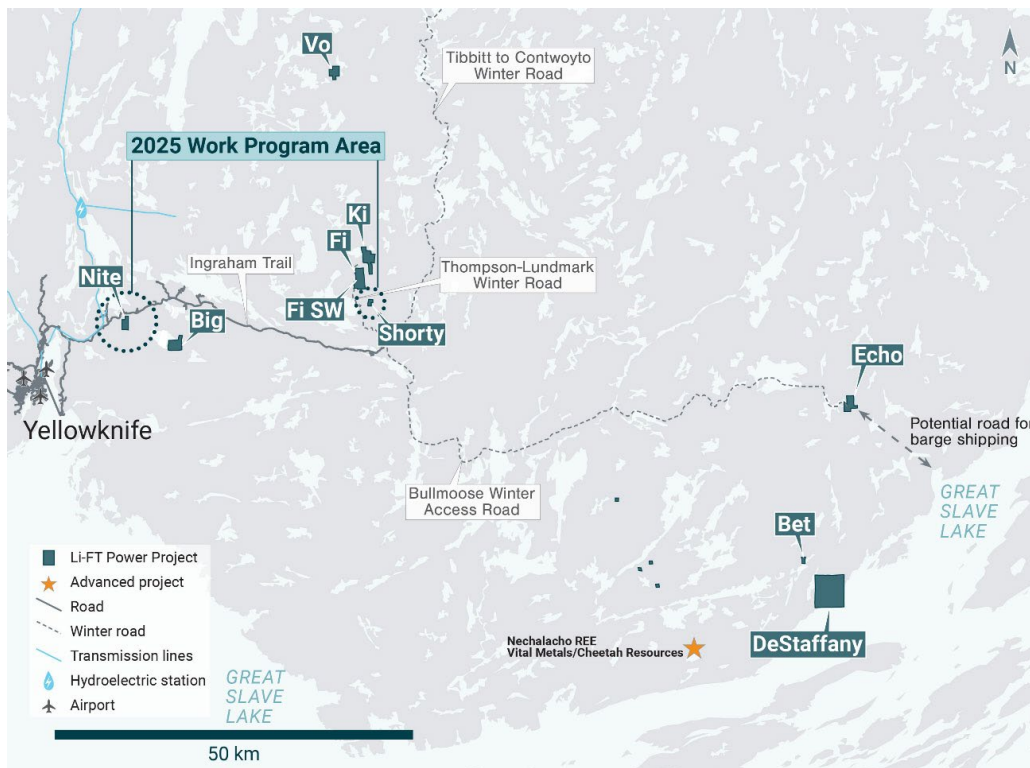 Vo
Tibbitt to Contwoyto
Winter Road
N
2025 Work Program Area
Ki
Fi
Ingraham Trail
Thompson-Lundmark
Winter Road
Nite
Fi SW
Big
Shorty
Echo
Yellowknife
Potential road for
barge shipping
Bullmoose Winter
Access Road
GREAT
SLAVE
LAKE
Bet
Li-FT Power Project
Advanced project
Road
Winter road
Transmission lines
Hydroelectric station
Airport
DeStaffany
Nechalacho REE
Vital Metals/Cheetah Resources
GREAT
SLAVE
LAKE
50 km